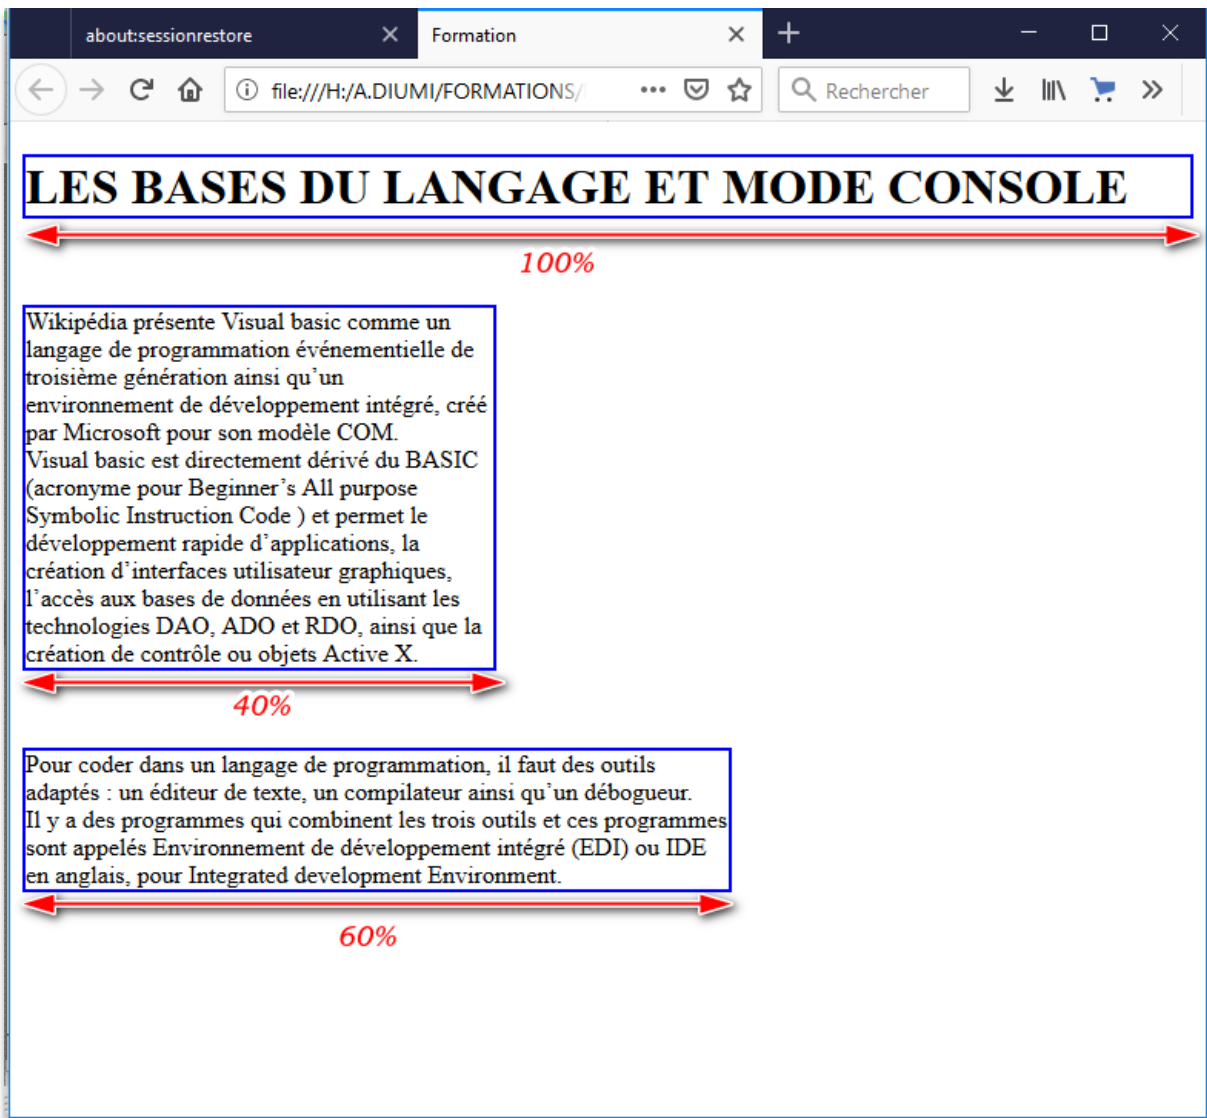 about:sessionrestore
Formation
file:///H:/A.DIUMI/FORMATIONS/
Rechercher
LES BASES DU LANGAGE ET MODE CONSOLE
100%
Wikipédia présente Visual basic comme un
langage de programmation événementielle de
troisième génération ainsi qu’un
environnement de développement intégré, créé
par Microsoft pour son modèle COM.
Visual basic est directement dérivé du BASIC
(acronyme pour Beginner’s All purpose
Symbolic Instruction Code ) et permet le
développement rapide d’applications, la
création d’interfaces utilisateur graphiques,
l’accès aux bases de données en utilisant les
technologies DAO, ADO et RDO, ainsi que la
création de contrôle ou objets Active X.
40%
Pour coder dans un langage de programmation, il faut des outils
adaptés : un éditeur de texte, un compilateur ainsi qu’un débogueur.
Il y a des programmes qui combinent les trois outils et ces programmes
sont appelés Environnement de développement intégré (EDI) ou IDE
en anglais, pour Integrated development Environment.
60%